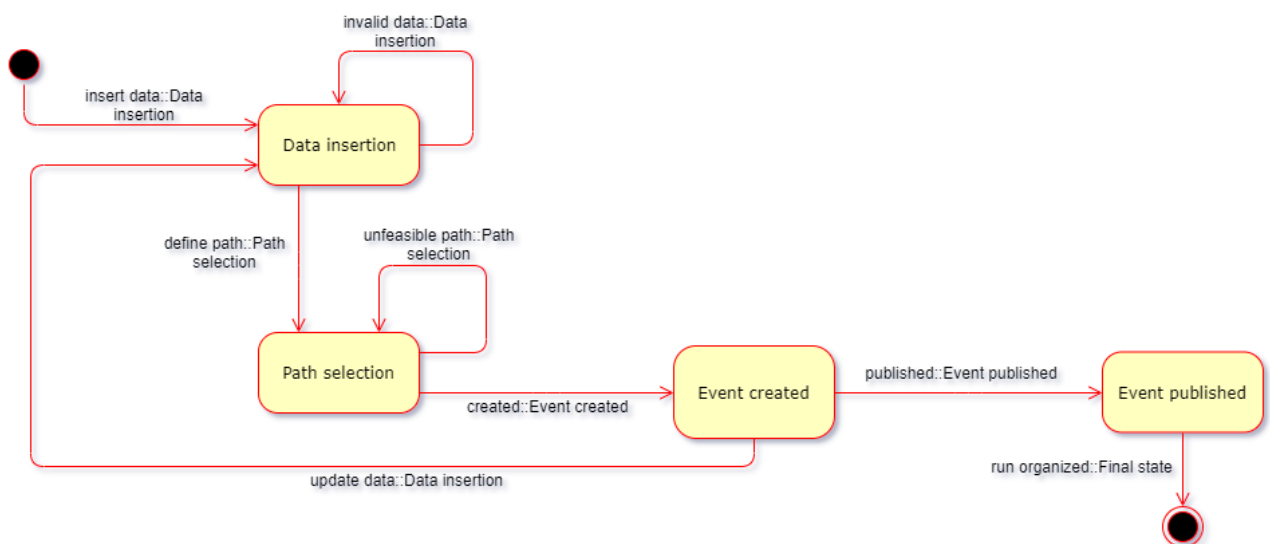 invalid data::Data
insertion
insert data::Data
insertion
Data insertion
define path::Path
selection
unfeasible path::Path
selection
Path selection
created::Event created
Event created
published::Event published
Event published
update data::Data insertion
run organized::Final state